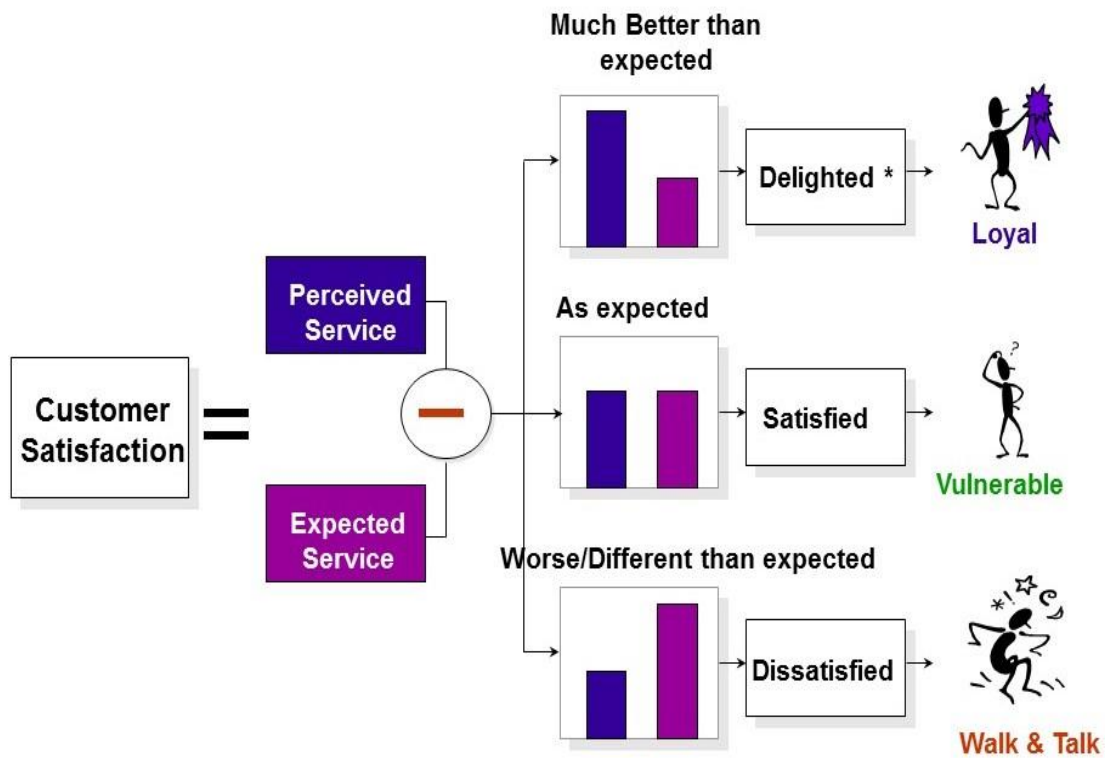 Much Better than
expected
Delighted *
Loyal
Perceived
Service
As expected
Customer
Satisfaction
=
–
Satisfied
?
Vulnerable
Expected
Service
Worse/Different than expected
Dissatisfied
*!
Walk & Talk